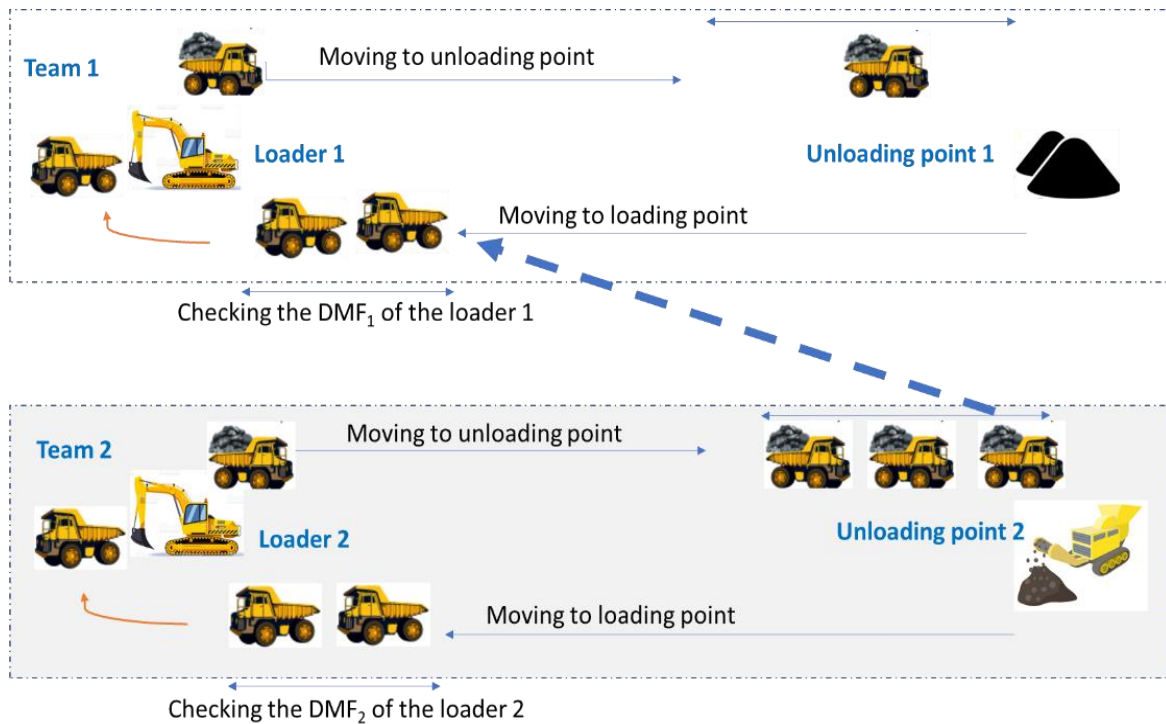 Moving to unloading point
Team 1
Loader 1
Unloading point 1
Moving to loading point
Checking the DMF₁ of the loader 1
Moving to unloading point
Team 2
Loader 2
Unloading point 2
Moving to loading point
Checking the DMF₂ of the loader 2